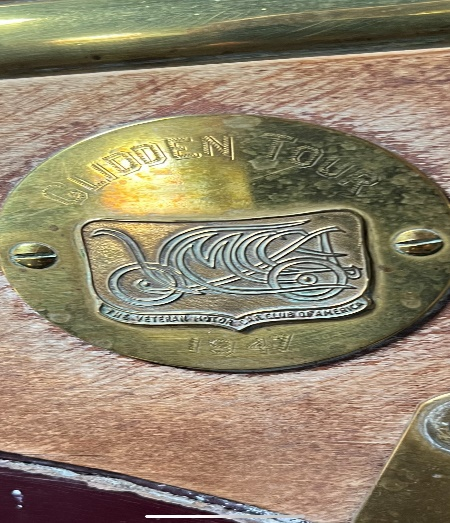 GLIDDEN TOUR
THE VETERAN MOTOR CAR CLUB OF AMERICA
1947